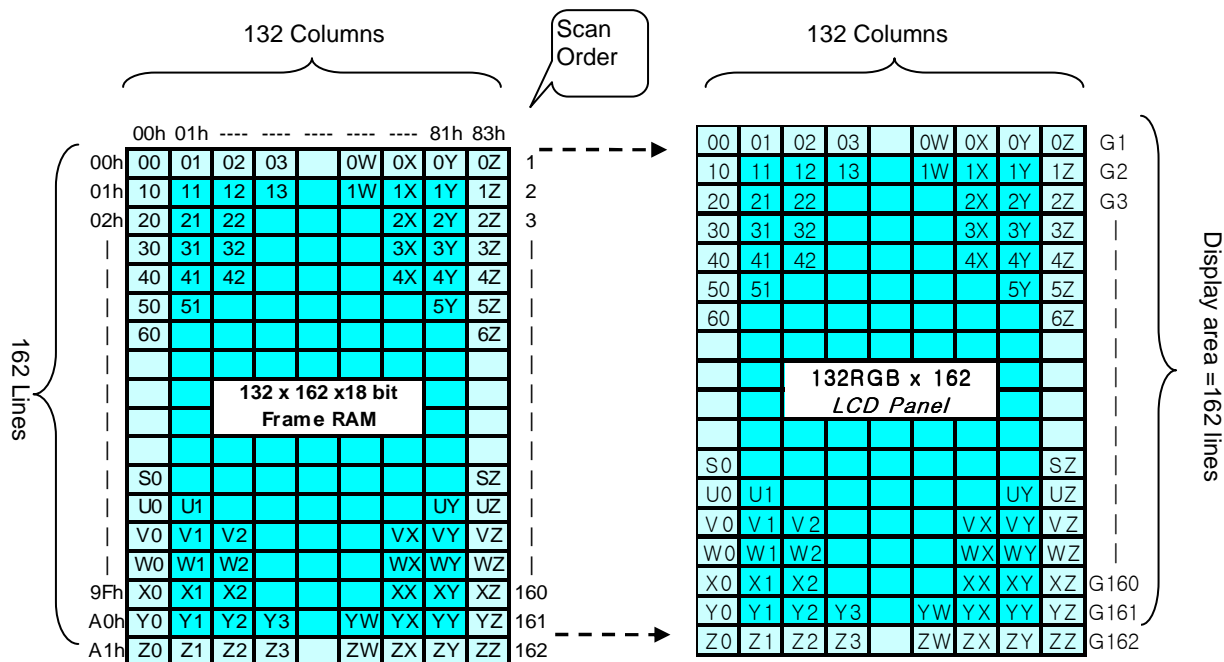 132 Columns
Scan
Order
132 Columns
00h 01h ---- ---- ---- ---- ---- 81h 83h
00h 00 01 02 03 0W 0X 0Y 0Z 1
01h 10 11 12 13 1W 1X 1Y 1Z 2
02h 20 21 22 2X 2Y 2Z 3
30 31 32 3X 3Y 3Z
40 41 42 4X 4Y 4Z
50 51 5Y 5Z
60 6Z
132 x 162 x18 bit
Frame RAM
S0 SZ
U0 U1 UY UZ
V0 V1 V2 VX VY VZ
W0 W1 W2 WX WY WZ
9Fh X0 X1 X2 XX XY XZ 160
A0h Y0 Y1 Y2 Y3 YW YX YY YZ 161
A1h Z0 Z1 Z2 Z3 ZW ZX ZY ZZ 162
162 Lines
00 01 02 03 0W 0X 0Y 0Z G1
10 11 12 13 1W 1X 1Y 1Z G2
20 21 22 2X 2Y 2Z G3
30 31 32 3X 3Y 3Z
40 41 42 4X 4Y 4Z
50 51 5Y 5Z
60 6Z
132RGB x 162
LCD Panel
S0 SZ
U0 U1 UY UZ
V0 V1 V2 VX VY VZ
W0 W1 W2 WX WY WZ
X0 X1 X2 XX XY XZ G160
Y0 Y1 Y2 Y3 YW YX YY YZ G161
Z0 Z1 Z2 Z3 ZW ZX ZY ZZ G162
Display area =162 lines